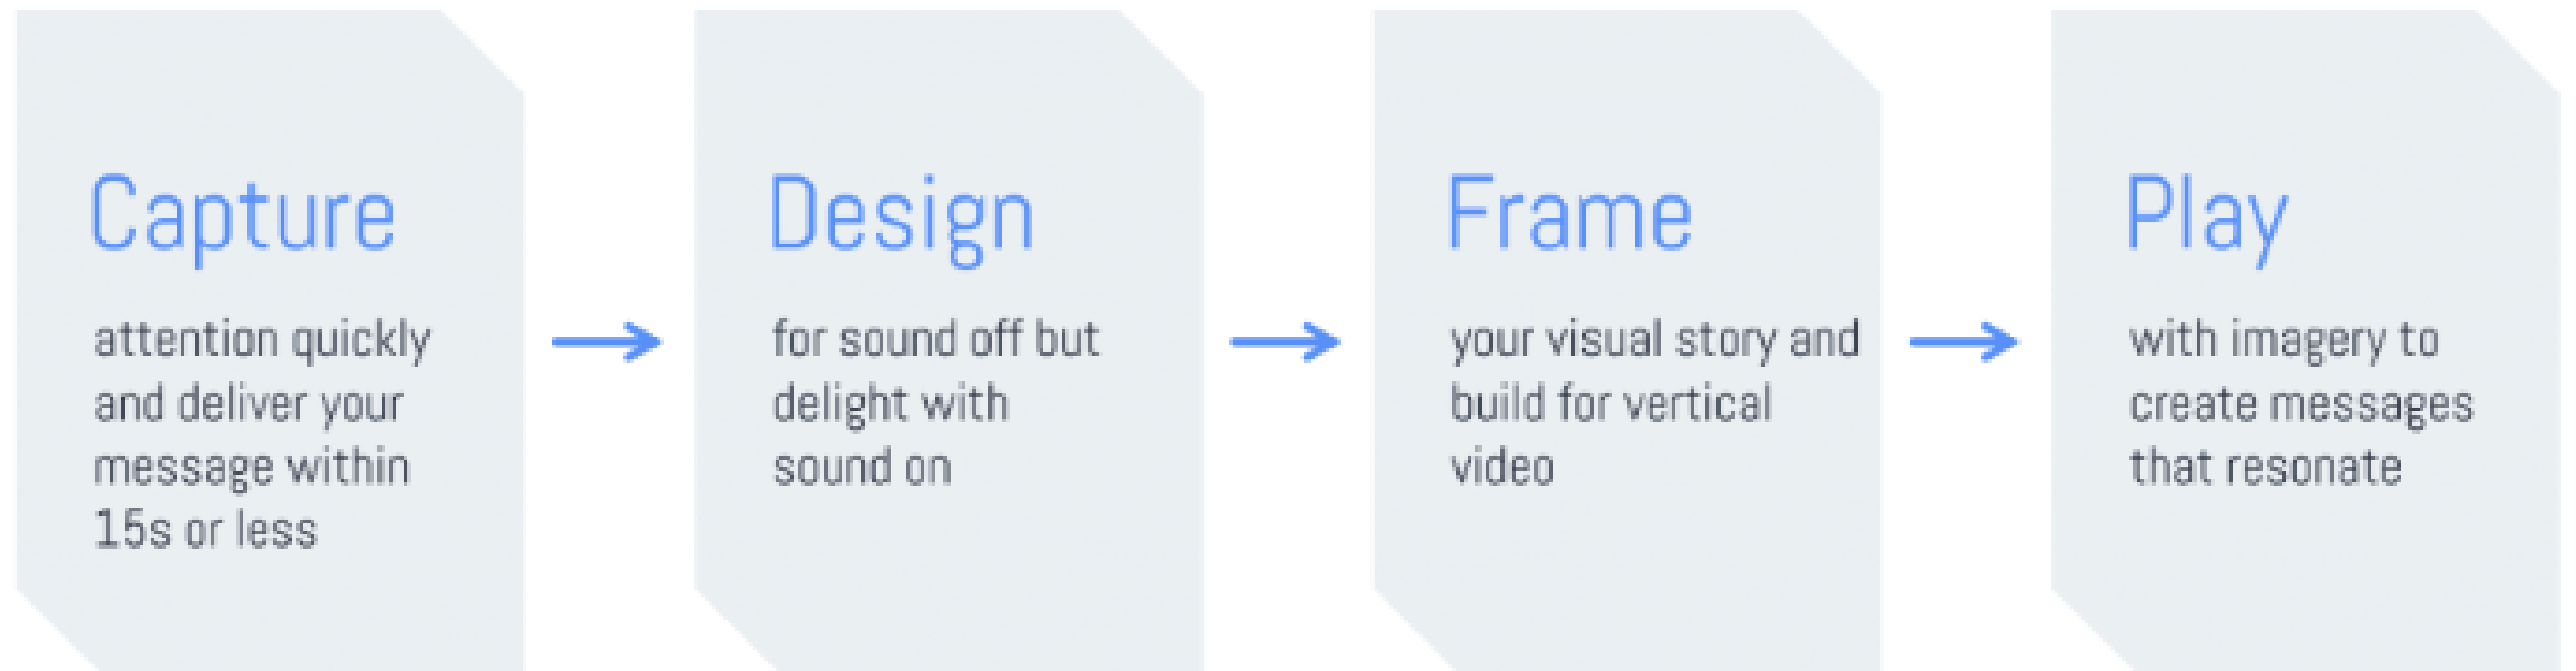 Capture
attention quickly
and deliver your
message within
15s or less
Design
for sound off but
delight with
sound on
Frame
your visual story and
build for vertical
video
Play
with imagery to
create messages
that resonate